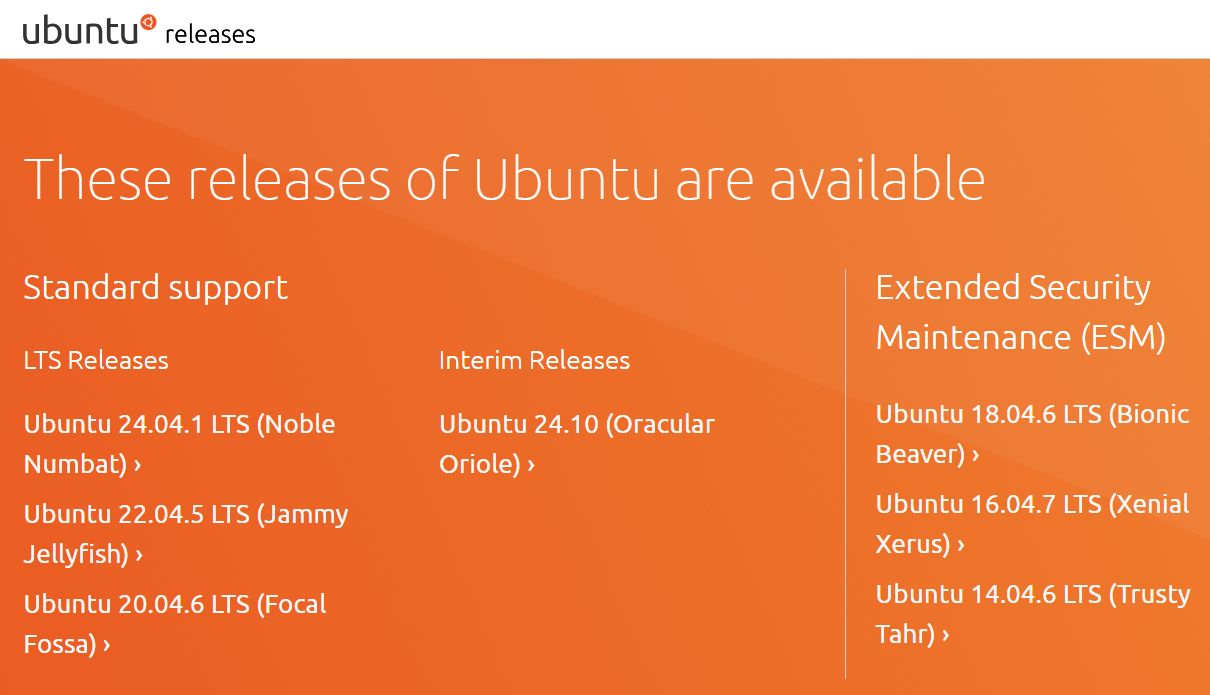 ubuntu releases
These releases of Ubuntu are available
Standard support
LTS Releases
Ubuntu 24.04.1 LTS (Noble
Numbat) ›
Ubuntu 22.04.5 LTS (Jammy
Jellyfish) ›
Ubuntu 20.04.6 LTS (Focal
Fossa) ›
Interim Releases
Ubuntu 24.10 (Oracular
Oriole) ›
Extended Security
Maintenance (ESM)
Ubuntu 18.04.6 LTS (Bionic
Beaver) ›
Ubuntu 16.04.7 LTS (Xenial
Xerus) ›
Ubuntu 14.04.6 LTS (Trusty
Tahr) ›